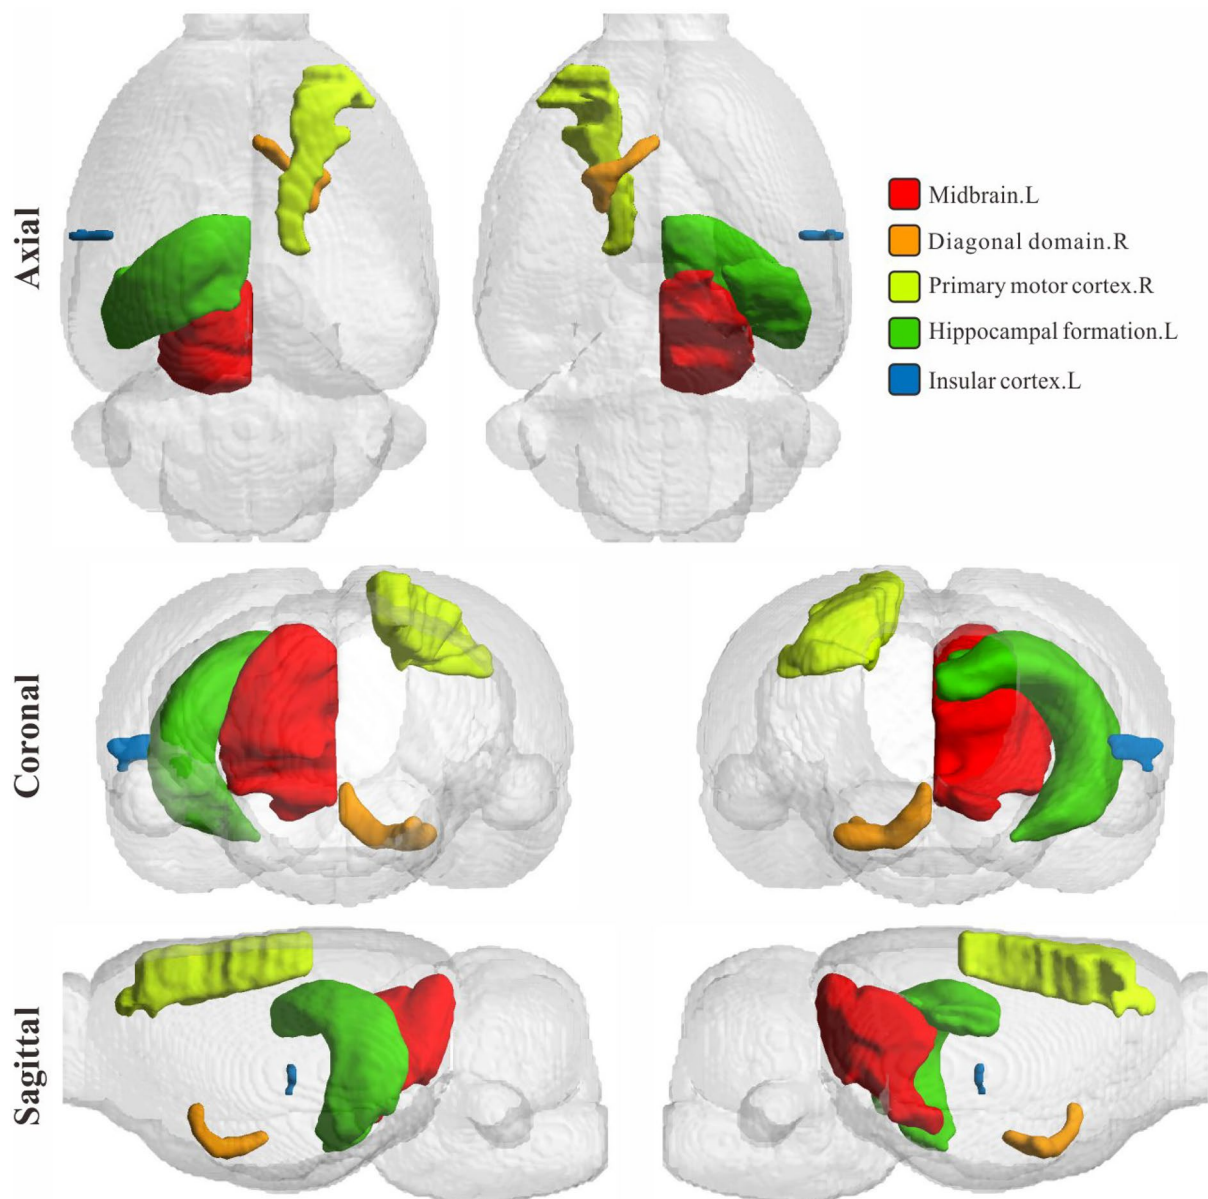 Axial
Midbrain.L
Diagonal domain.R
Primary motor cortex.R
Hippocampal formation.L
Insular cortex.L
Coronal
Sagittal